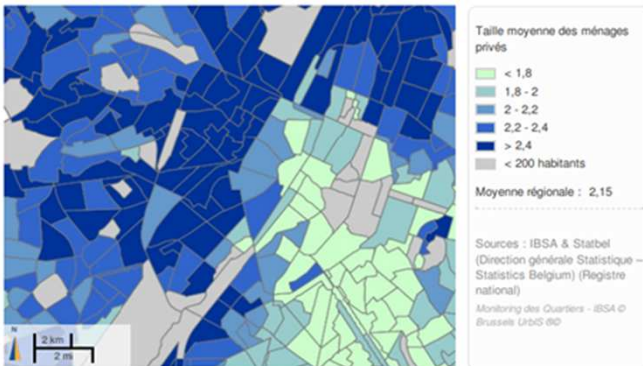 Taille moyenne des ménages
privés
< 1,8
1,8 - 2
2 - 2,2
2,2 - 2,4
> 2,4
< 200 habitants
Moyenne régionale : 2,15
Sources : IBSA & Statbel
(Direction générale Statistique –
Statistics Belgium) (Registre
national)
Monitoring des Quartiers - IBSA ©
Brussels UrbIS ®©
N
2 km
2 mi